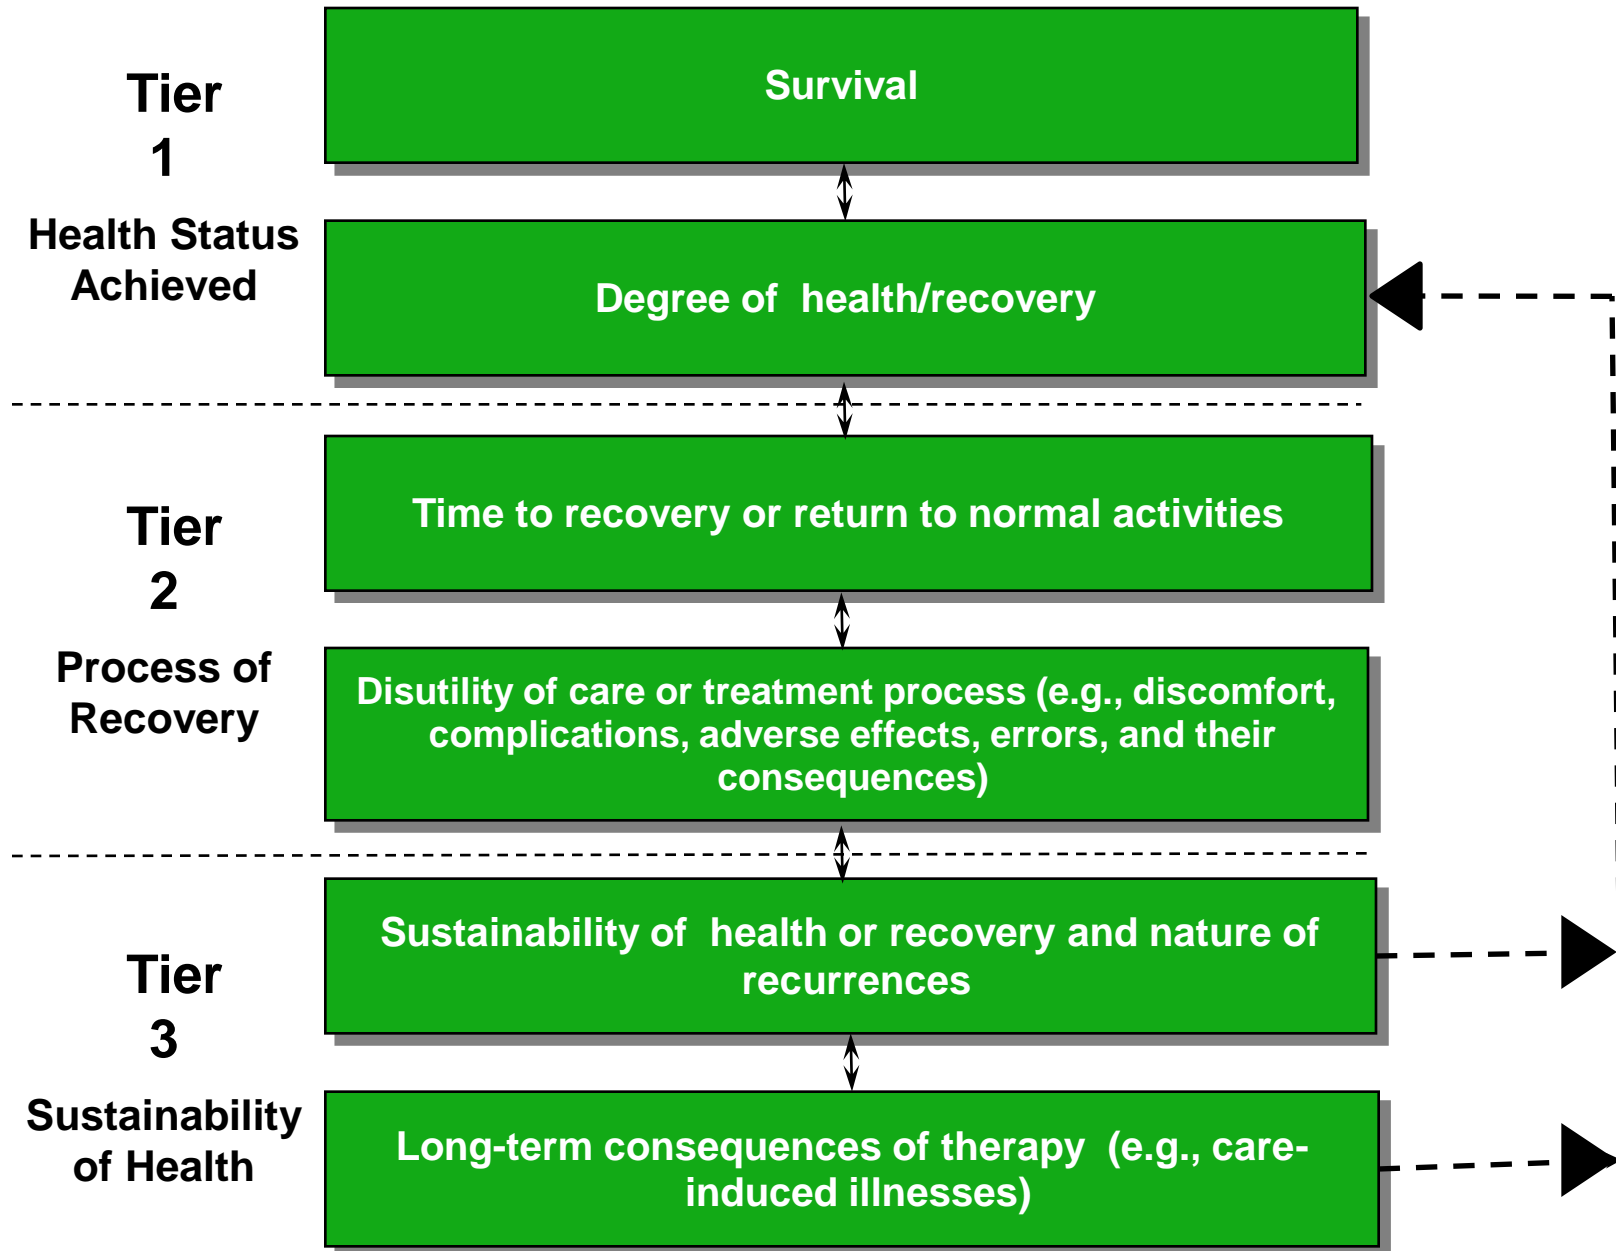 Tier
1
Health Status
Achieved
Survival
Degree of  health/recovery
Tier
2
Process of
Recovery
Time to recovery or return to normal activities
Disutility of care or treatment process (e.g., discomfort,
complications, adverse effects, errors, and their
consequences)
Tier
3
Sustainability
of Health
Sustainability of  health or recovery and nature of
recurrences
Long-term consequences of therapy  (e.g., care-
induced illnesses)